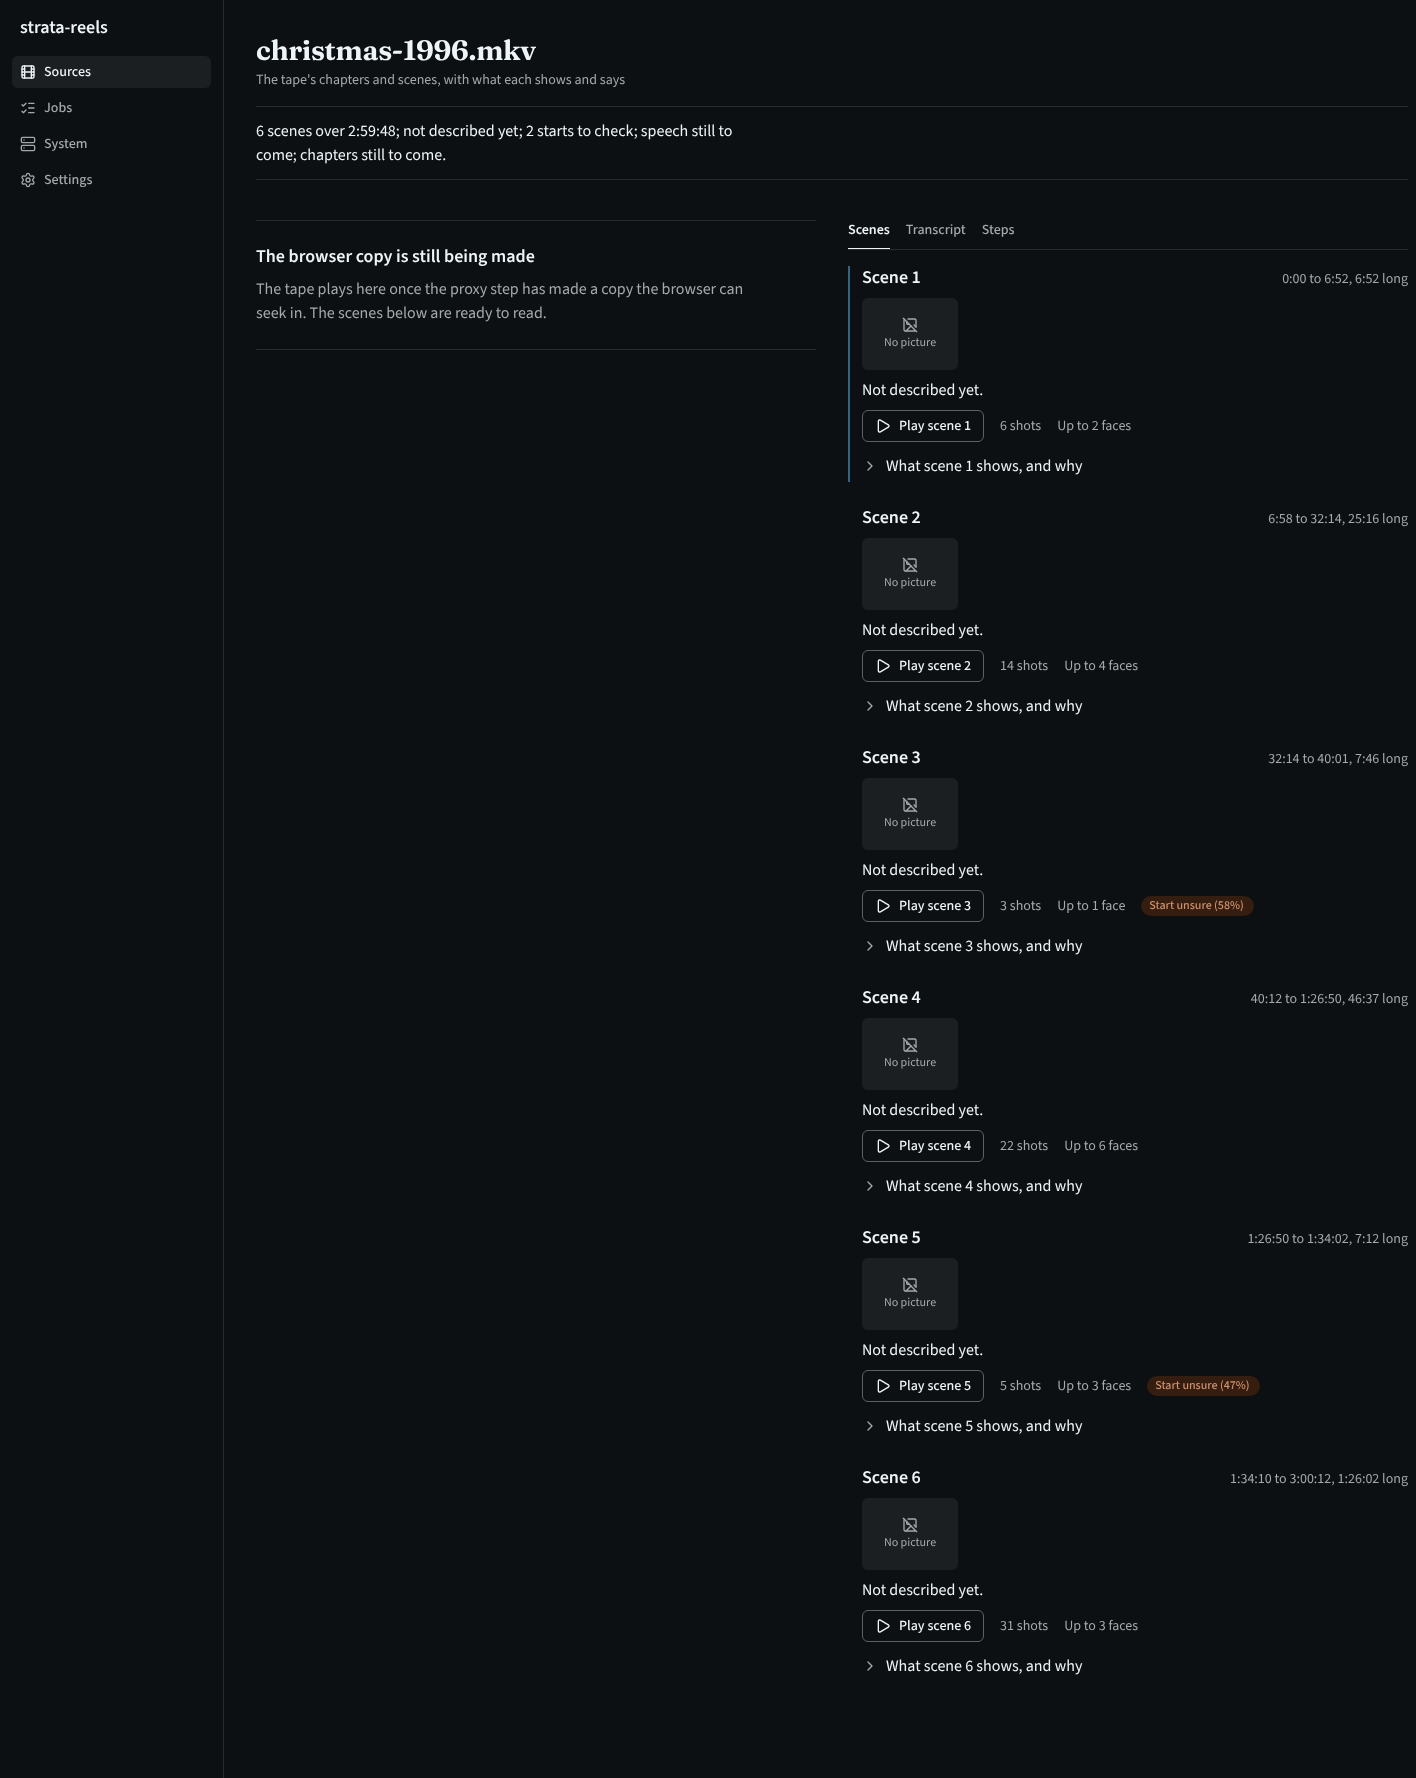 strata-reels
Sources
Jobs
System
Settings
christmas-1996.mkv
The tape's chapters and scenes, with what each shows and says
6 scenes over 2:59:48; not described yet; 2 starts to check; speech still to
come; chapters still to come.
The browser copy is still being made
The tape plays here once the proxy step has made a copy the browser can
seek in. The scenes below are ready to read.
Scenes Transcript Steps
Scene 1 0:00 to 6:52, 6:52 long
No picture
Not described yet.
Play scene 1 6 shots Up to 2 faces
What scene 1 shows, and why
Scene 2 6:58 to 32:14, 25:16 long
No picture
Not described yet.
Play scene 2 14 shots Up to 4 faces
What scene 2 shows, and why
Scene 3 32:14 to 40:01, 7:46 long
No picture
Not described yet.
Play scene 3 3 shots Up to 1 face Start unsure (58%)
What scene 3 shows, and why
Scene 4 40:12 to 1:26:50, 46:37 long
No picture
Not described yet.
Play scene 4 22 shots Up to 6 faces
What scene 4 shows, and why
Scene 5 1:26:50 to 1:34:02, 7:12 long
No picture
Not described yet.
Play scene 5 5 shots Up to 3 faces Start unsure (47%)
What scene 5 shows, and why
Scene 6 1:34:10 to 3:00:12, 1:26:02 long
No picture
Not described yet.
Play scene 6 31 shots Up to 3 faces
What scene 6 shows, and why